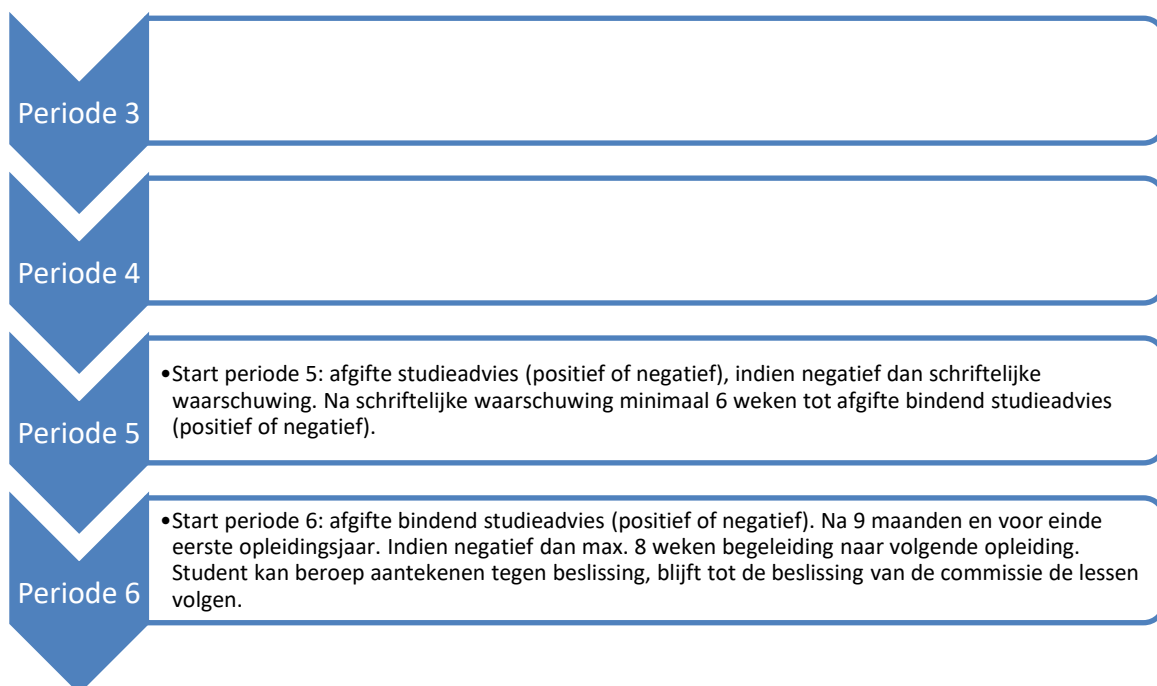 Periode 3
Periode 4
Periode 5
•Start periode 5: afgifte studieadvies (positief of negatief), indien negatief dan schriftelijke
waarschuwing. Na schriftelijke waarschuwing minimaal 6 weken tot afgifte bindend studieadvies
(positief of negatief).
Periode 6
•Start periode 6: afgifte bindend studieadvies (positief of negatief). Na 9 maanden en voor einde
eerste opleidingsjaar. Indien negatief dan max. 8 weken begeleiding naar volgende opleiding.
Student kan beroep aantekenen tegen beslissing, blijft tot de beslissing van de commissie de lessen
volgen.